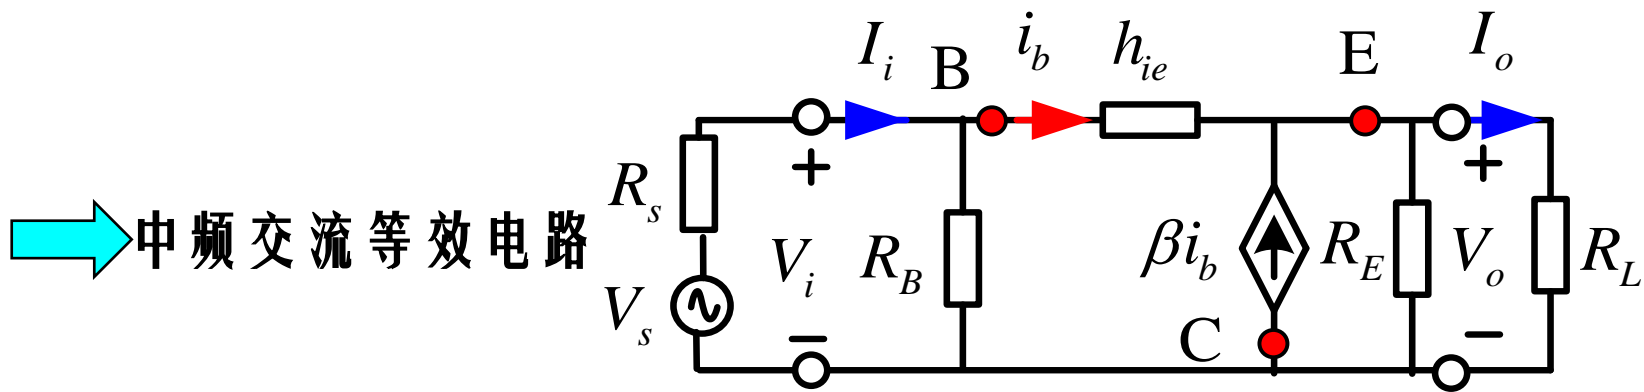 I_i B i_b h_ie E I_o
+ +
中频交流等效电路 R_s V_i R_B βi_b R_E V_o R_L
V_s − C −